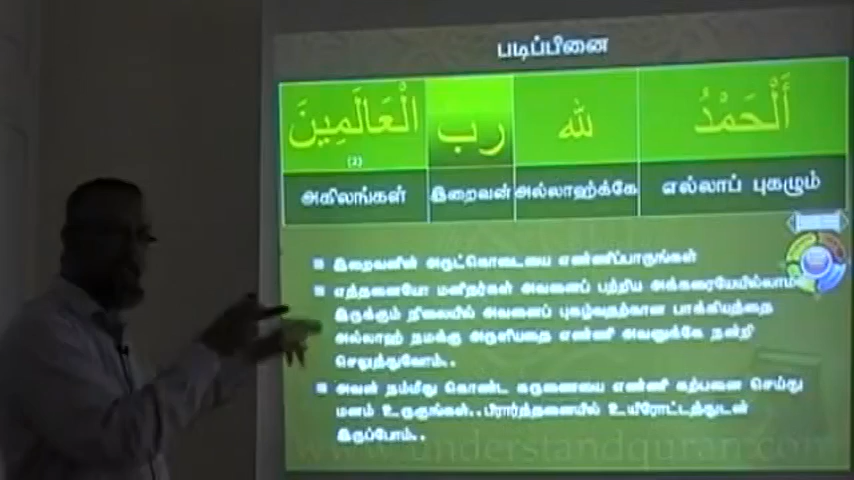 படிப்பினை
أَلْحَمْدُ لِلَّهِ رَبِّ الْعَالَمِينَ
(2)
எல்லாப் புகழும் அல்லாஹ்க்கே இறைவன் அகிலங்கள்
இறைவனின் அருட்கொடையை எண்ணிப்பாருங்கள்
எத்தனையோ மனிதர்கள் அவனைப் பற்றிய அக்கரையேயில்லாம்
இருக்கும் நிலையில் அவனைப் புகழ்வதற்கான பாக்கியத்தை
அல்லாஹ் நமக்கு அருளியதை எண்ணி அவனுக்கே நன்றி
செலுத்துவோம்..
அவன் நம்மீது கொண்ட கருணையை எண்ணி கற்பனை செய்து
மனம் உருகுங்கள்..பிரார்த்தனையில் உயிரோட்டத்துடன்
இருப்போம்..
www.understandquran.com